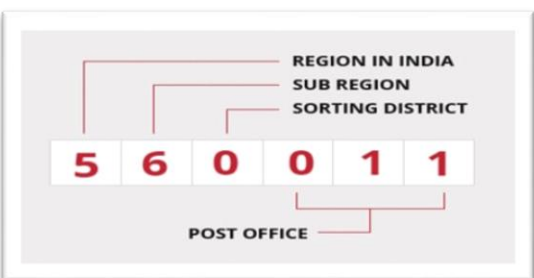 REGION IN INDIA
SUB REGION
SORTING DISTRICT
5 6 0 0 1 1
POST OFFICE